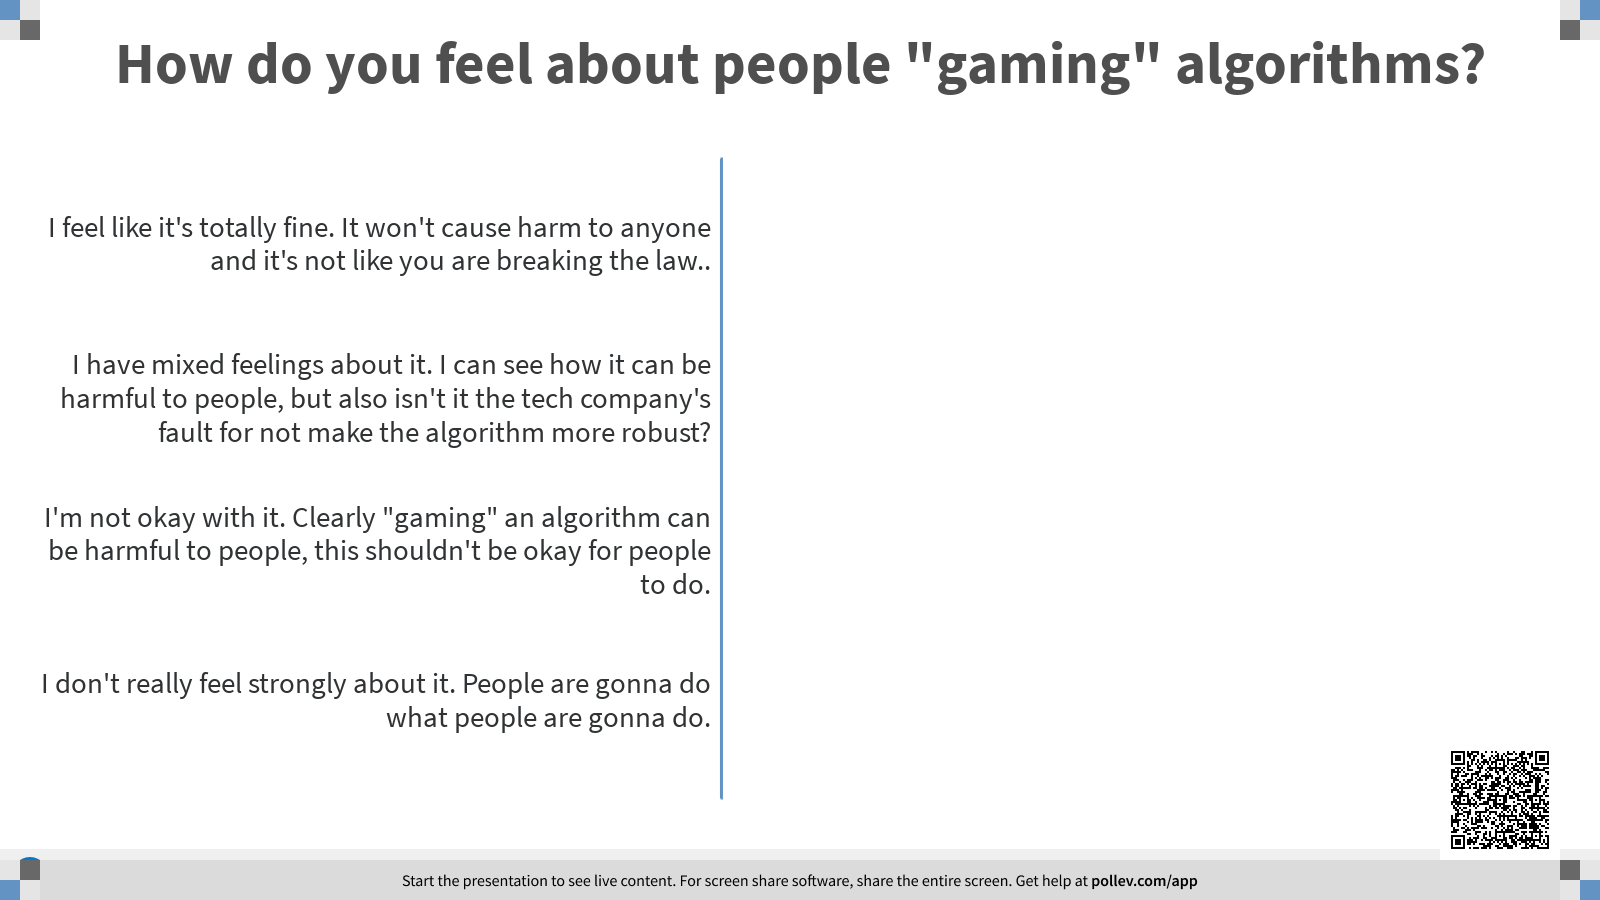 How do you feel about people "gaming" algorithms?
I feel like it's totally fine. It won't cause harm to anyone
and it's not like you are breaking the law..
I have mixed feelings about it. I can see how it can be
harmful to people, but also isn't it the tech company's
fault for not make the algorithm more robust?
I'm not okay with it. Clearly "gaming" an algorithm can
be harmful to people, this shouldn't be okay for people
to do.
I don't really feel strongly about it. People are gonna do
what people are gonna do.
Start the presentation to see live content. For screen share software, share the entire screen. Get help at pollev.com/app